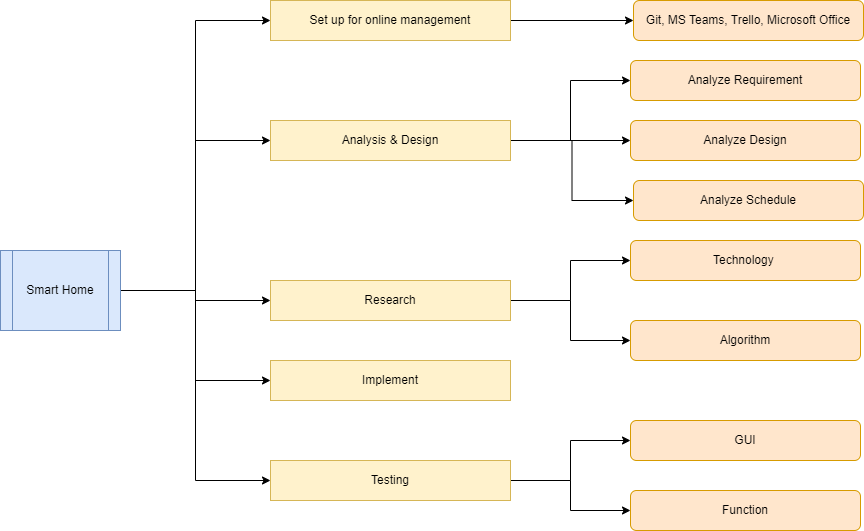 Set up for online management
Git, MS Teams, Trello, Microsoft Office
Analyze Requirement
Analysis & Design
Analyze Design
Analyze Schedule
Smart Home
Technology
Research
Algorithm
Implement
GUI
Testing
Function